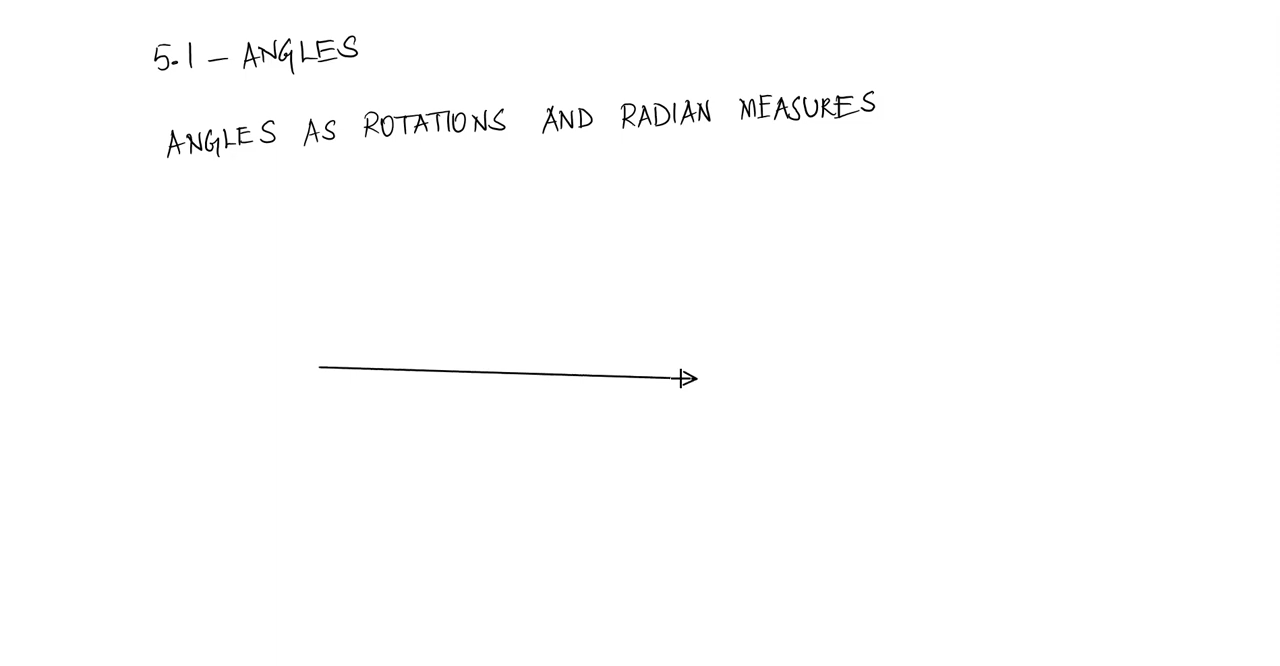 5.1 – ANGLES
ANGLES AS ROTATIONS AND RADIAN MEASURES